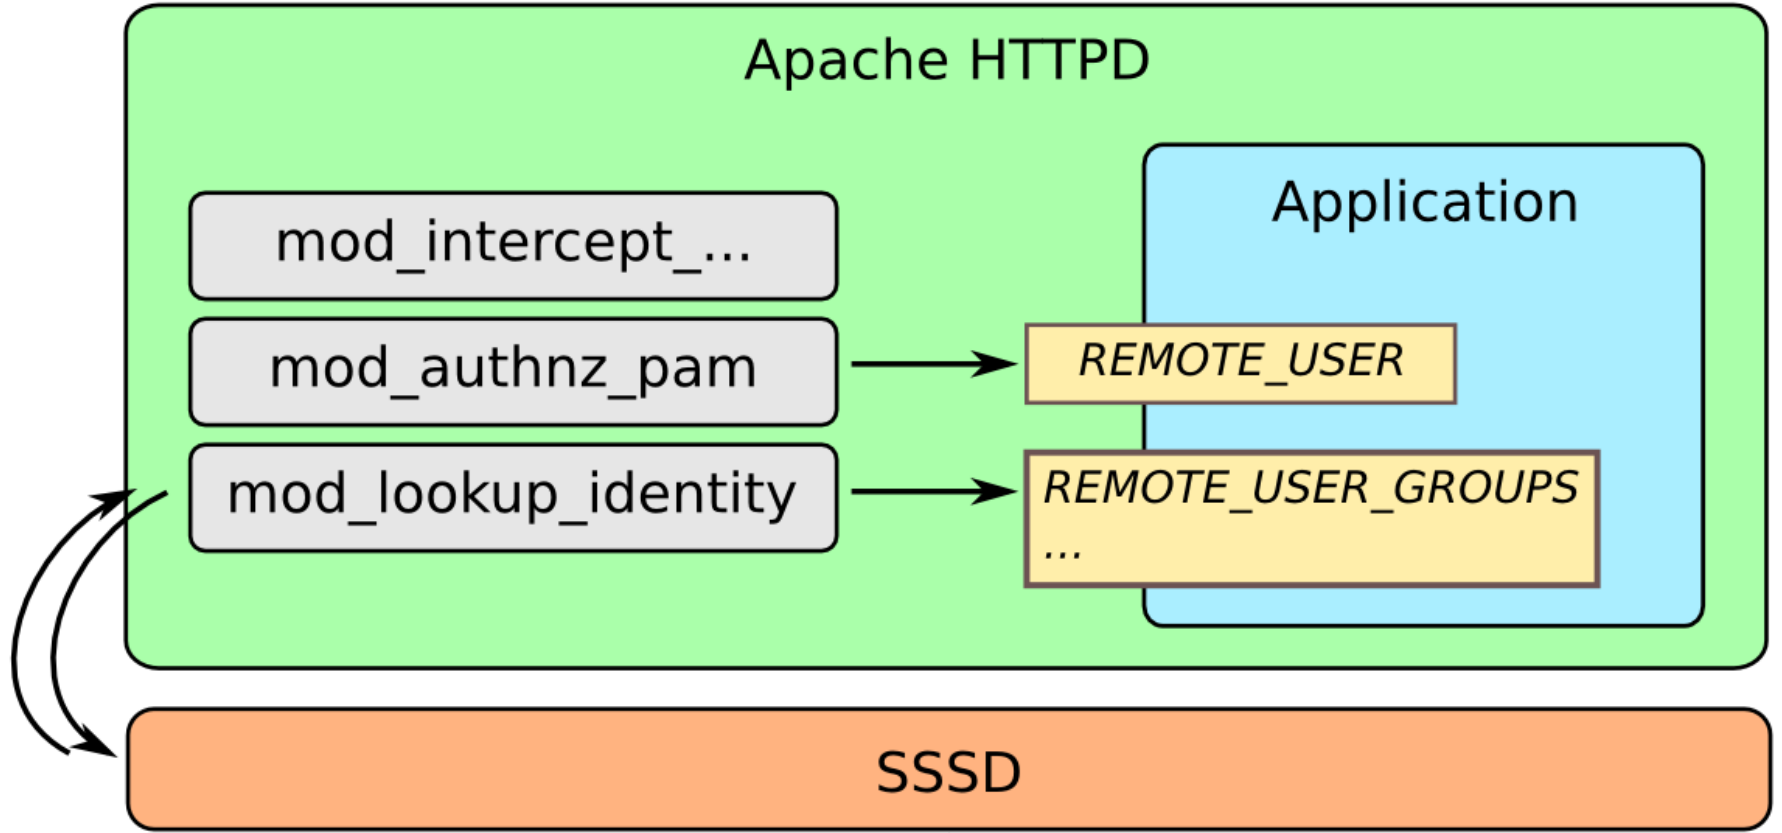 Apache HTTPD
Application
mod_intercept_...
mod_authnz_pam
REMOTE_USER
mod_lookup_identity
REMOTE_USER_GROUPS
...
SSSD